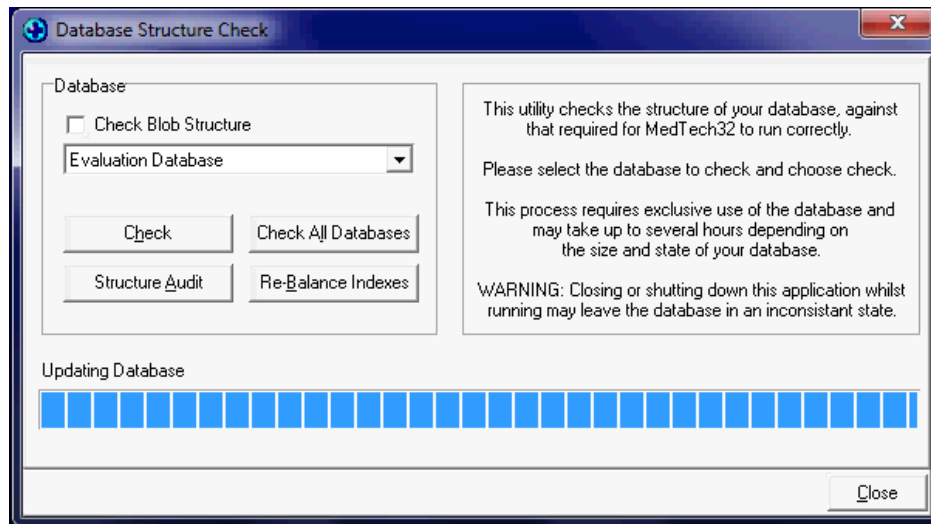 Database Structure Check
Database
Check Blob Structure
Evaluation Database
Check
Check All Databases
Structure Audit
Re-Balance Indexes
This utility checks the structure of your database, against
that required for MedTech32 to run correctly.
Please select the database to check and choose check.
This process requires exclusive use of the database and
may take up to several hours depending on
the size and state of your database.
WARNING: Closing or shutting down this application whilst
running may leave the database in an inconsistant state.
Updating Database
Close